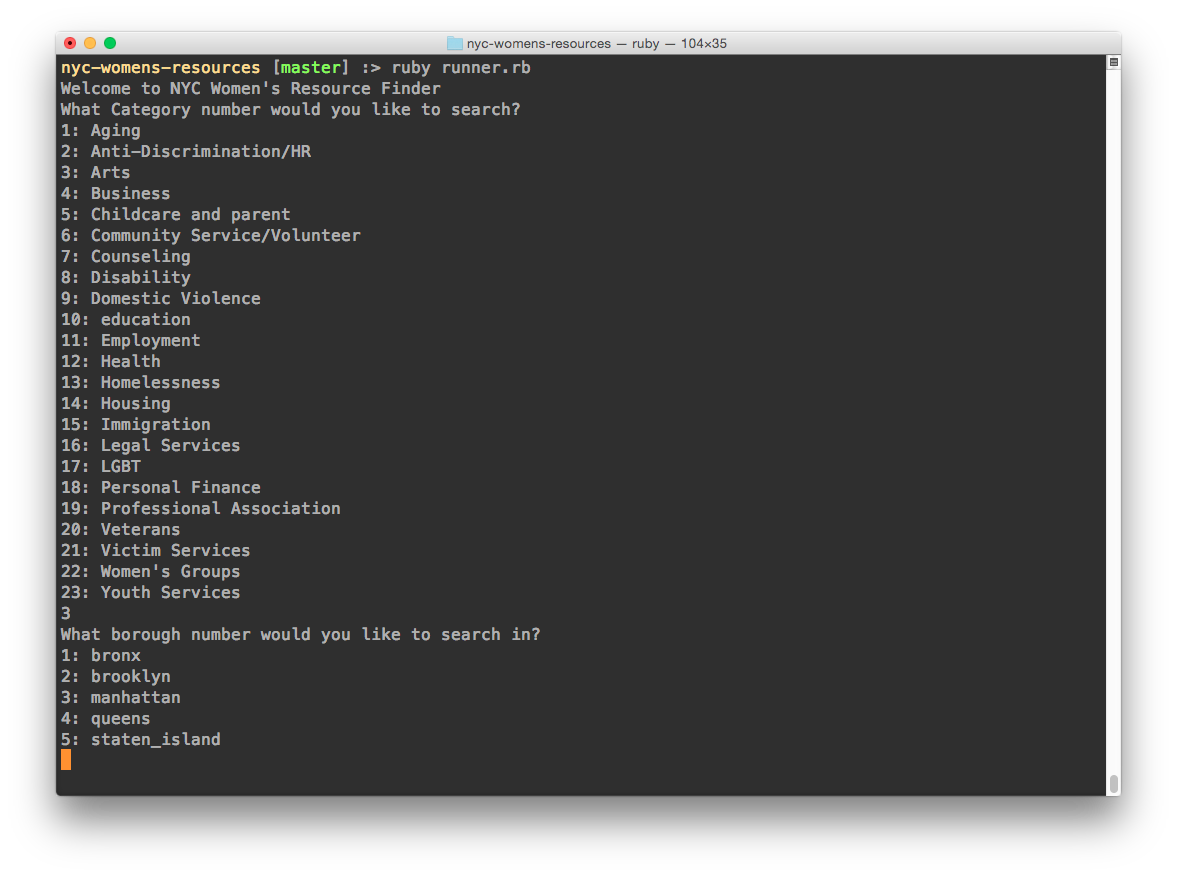 nyc-womens-resources — ruby — 104×35
nyc-womens-resources [master] :> ruby runner.rb
Welcome to NYC Women's Resource Finder
What Category number would you like to search?
1: Aging
2: Anti-Discrimination/HR
3: Arts
4: Business
5: Childcare and parent
6: Community Service/Volunteer
7: Counseling
8: Disability
9: Domestic Violence
10: education
11: Employment
12: Health
13: Homelessness
14: Housing
15: Immigration
16: Legal Services
17: LGBT
18: Personal Finance
19: Professional Association
20: Veterans
21: Victim Services
22: Women's Groups
23: Youth Services
3
What borough number would you like to search in?
1: bronx
2: brooklyn
3: manhattan
4: queens
5: staten_island